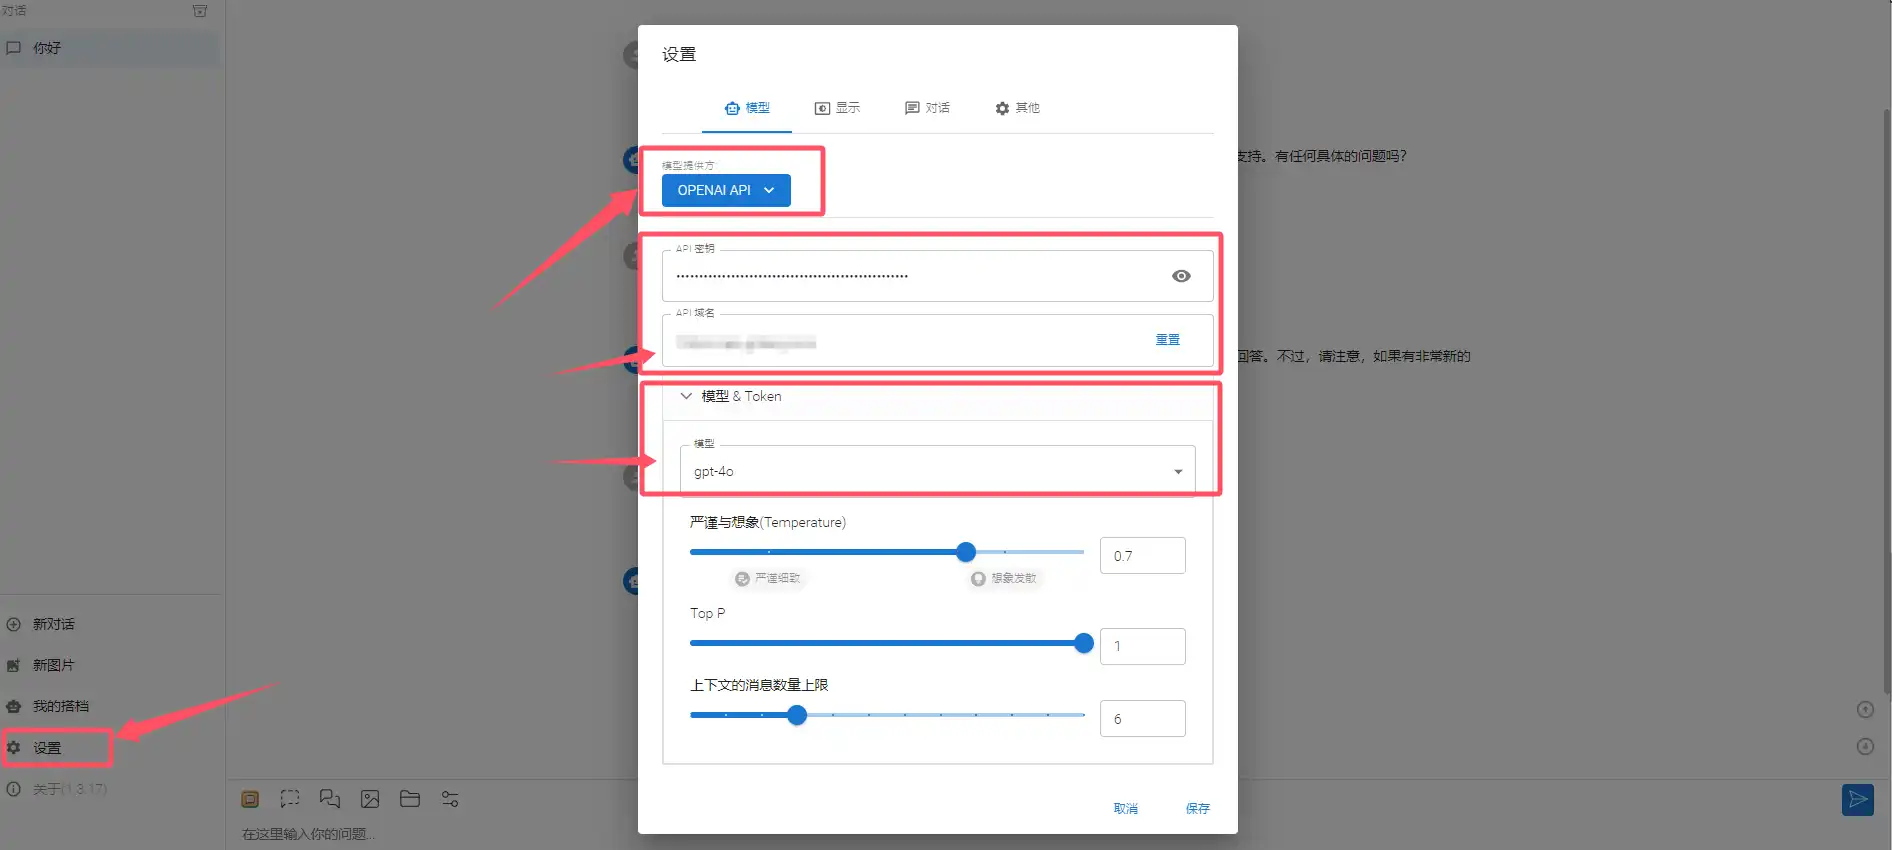 对话
你好
新对话
新图片
我的搭档
设置
关于(1.3.17)
支持。有任何具体的问题吗?
回答。不过，请注意，如果有非常新的
在这里输入你的问题...
设置
模型
显示
对话
其他
模型提供方:
OPENAI API
API 密钥
API 域名
重置
模型 & Token
模型
gpt-4o
严谨与想象(Temperature)
0.7
严谨细致
想象发散
Top P
1
上下文的消息数量上限
6
取消
保存